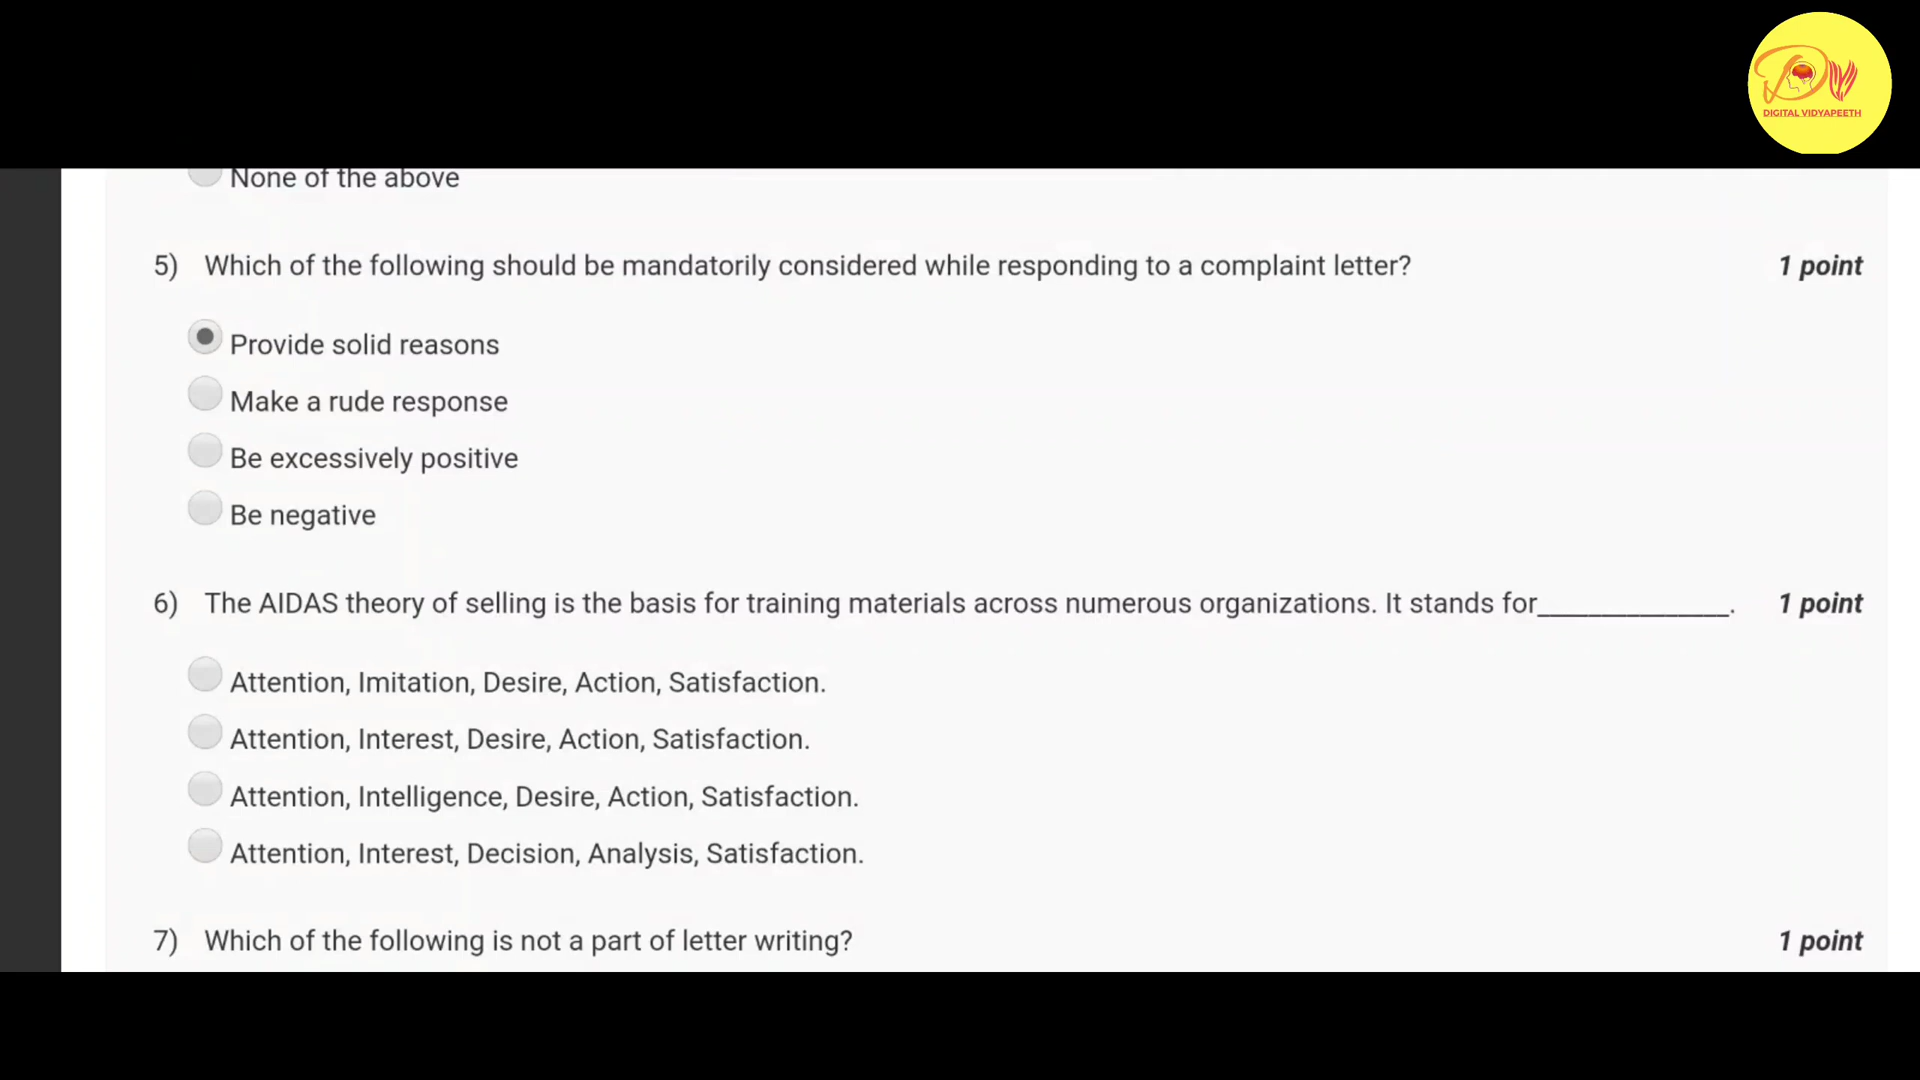 DIGITAL VIDYAPEETH
None of the above
5) Which of the following should be mandatorily considered while responding to a complaint letter? 1 point
Provide solid reasons
Make a rude response
Be excessively positive
Be negative
6) The AIDAS theory of selling is the basis for training materials across numerous organizations. It stands for______________. 1 point
Attention, Imitation, Desire, Action, Satisfaction.
Attention, Interest, Desire, Action, Satisfaction.
Attention, Intelligence, Desire, Action, Satisfaction.
Attention, Interest, Decision, Analysis, Satisfaction.
7) Which of the following is not a part of letter writing? 1 point